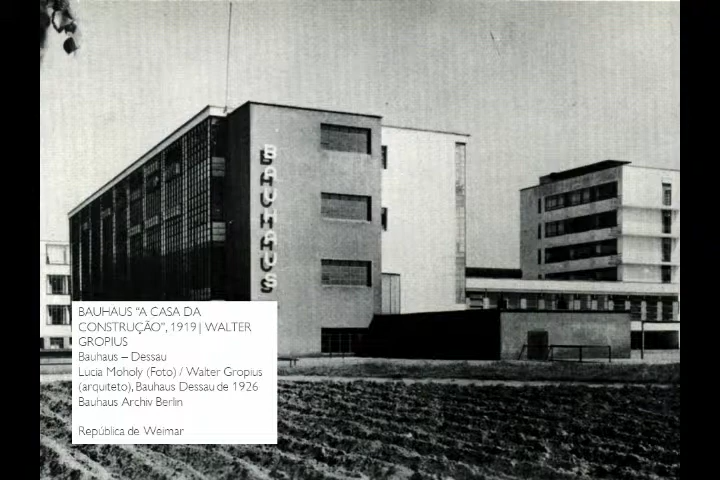 BAUHAUS
BAUHAUS “A CASA DA
CONSTRUÇÃO”, 1919 | WALTER
GROPIUS
Bauhaus – Dessau
Lucia Moholy (Foto) / Walter Gropius
(arquiteto), Bauhaus Dessau de 1926
Bauhaus Archiv Berlin
República de Weimar